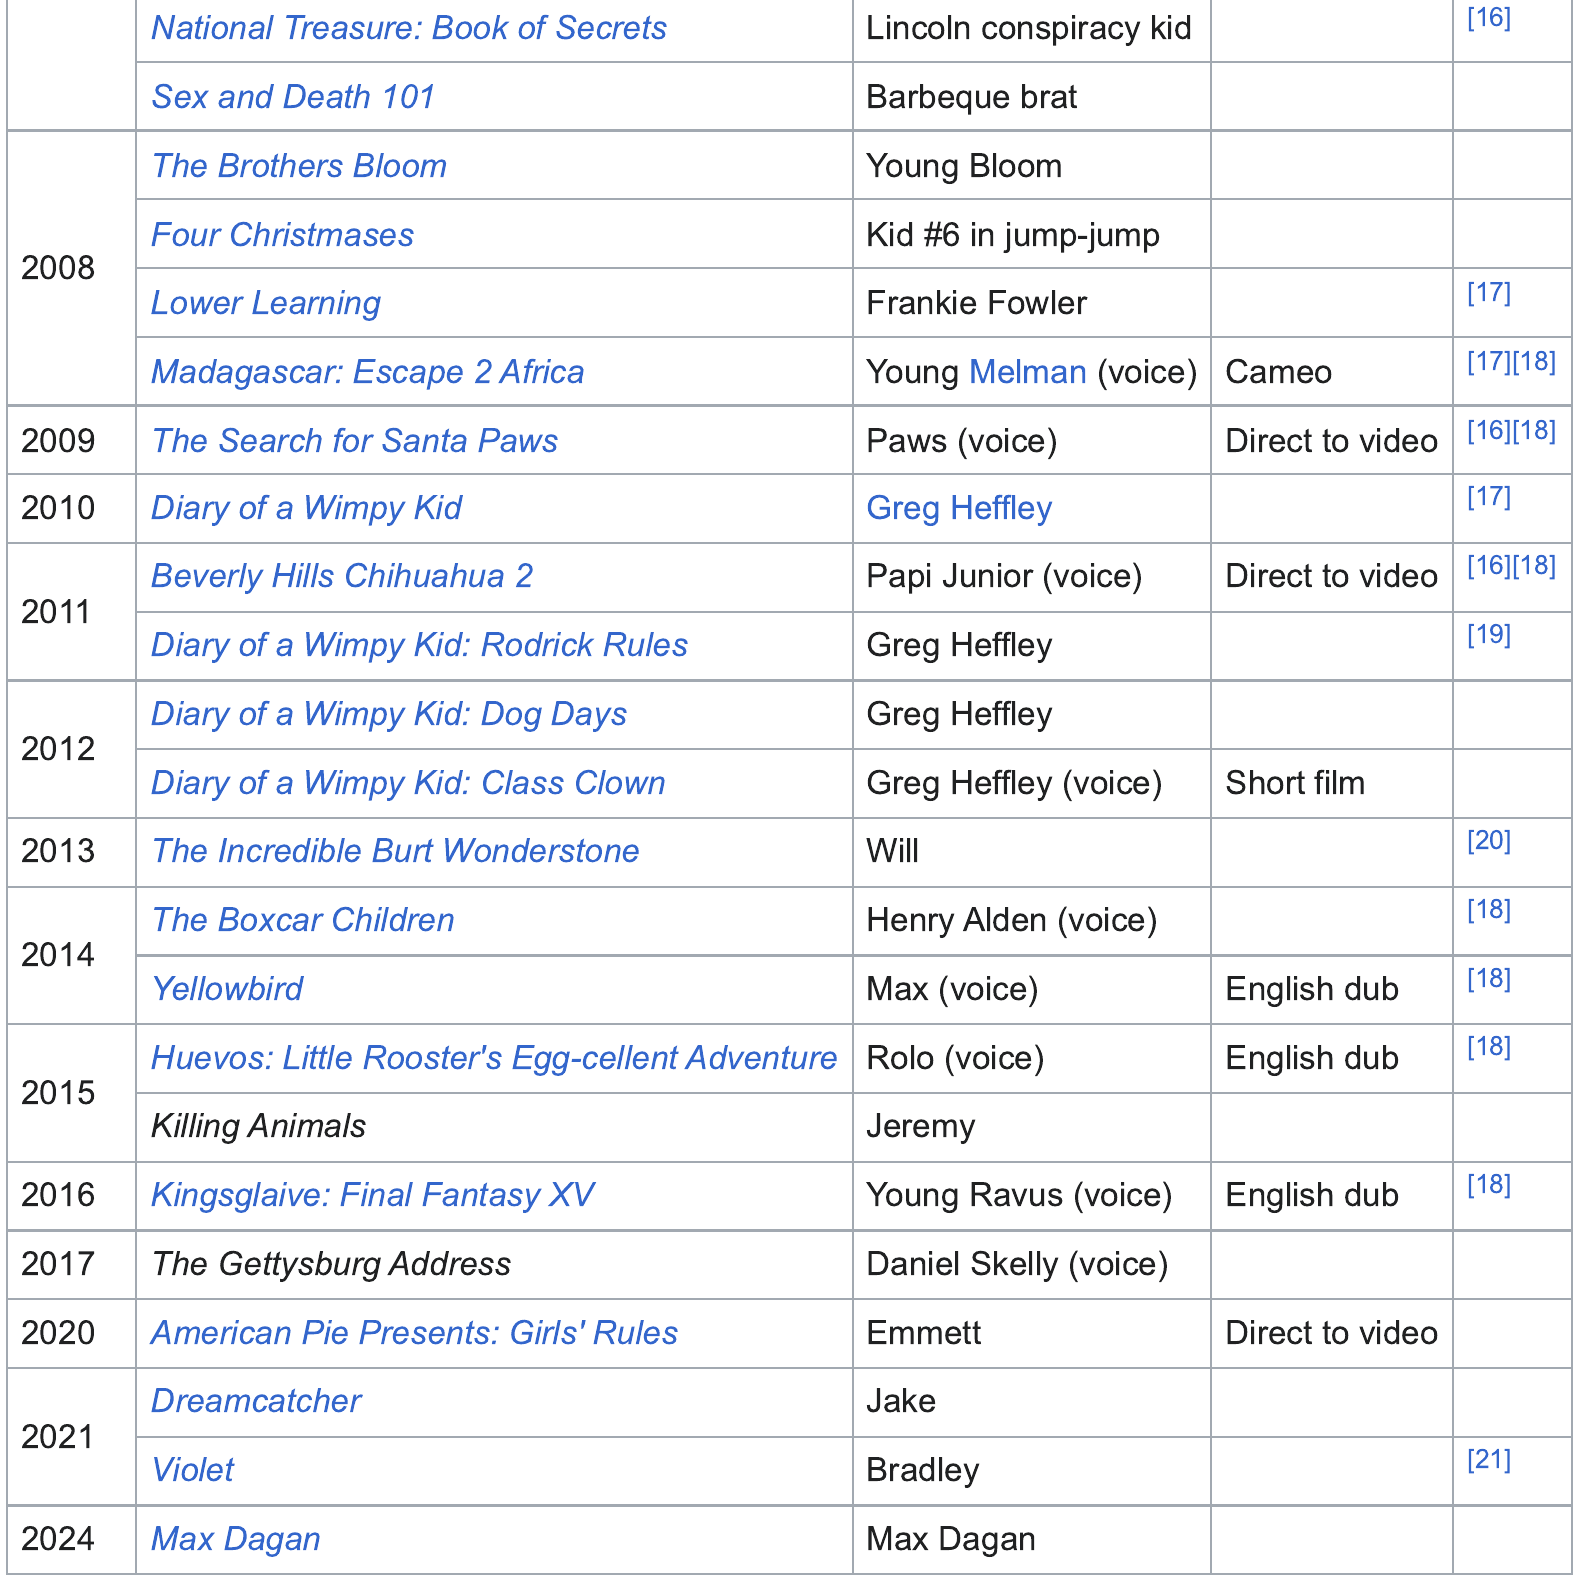 National Treasure: Book of Secrets Lincoln conspiracy kid [16]
Sex and Death 101 Barbeque brat
2008 The Brothers Bloom Young Bloom
Four Christmases Kid #6 in jump-jump
Lower Learning Frankie Fowler [17]
Madagascar: Escape 2 Africa Young Melman (voice) Cameo [17][18]
2009 The Search for Santa Paws Paws (voice) Direct to video [16][18]
2010 Diary of a Wimpy Kid Greg Heffley [17]
2011 Beverly Hills Chihuahua 2 Papi Junior (voice) Direct to video [16][18]
Diary of a Wimpy Kid: Rodrick Rules Greg Heffley [19]
2012 Diary of a Wimpy Kid: Dog Days Greg Heffley
Diary of a Wimpy Kid: Class Clown Greg Heffley (voice) Short film
2013 The Incredible Burt Wonderstone Will [20]
2014 The Boxcar Children Henry Alden (voice) [18]
Yellowbird Max (voice) English dub [18]
2015 Huevos: Little Rooster's Egg-cellent Adventure Rolo (voice) English dub [18]
Killing Animals Jeremy
2016 Kingsglaive: Final Fantasy XV Young Ravus (voice) English dub [18]
2017 The Gettysburg Address Daniel Skelly (voice)
2020 American Pie Presents: Girls' Rules Emmett Direct to video
2021 Dreamcatcher Jake
Violet Bradley [21]
2024 Max Dagan Max Dagan